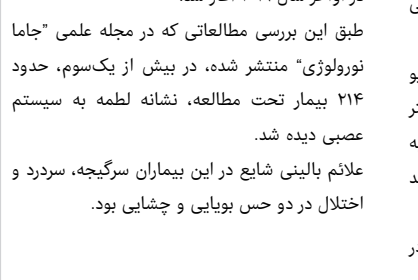 طبق این بررسی مطالعاتی که در مجله علمی ”جاما
نورولوژی“ منتشر شده، در بیش از یک‌سوم، حدود
۲۱۴ بیمار تحت مطالعه، نشانه لطمه به سیستم
عصبی دیده شد.
علائم بالینی شایع در این بیماران سرگیجه، سردرد و
اختلال در دو حس بویایی و چشایی بود.